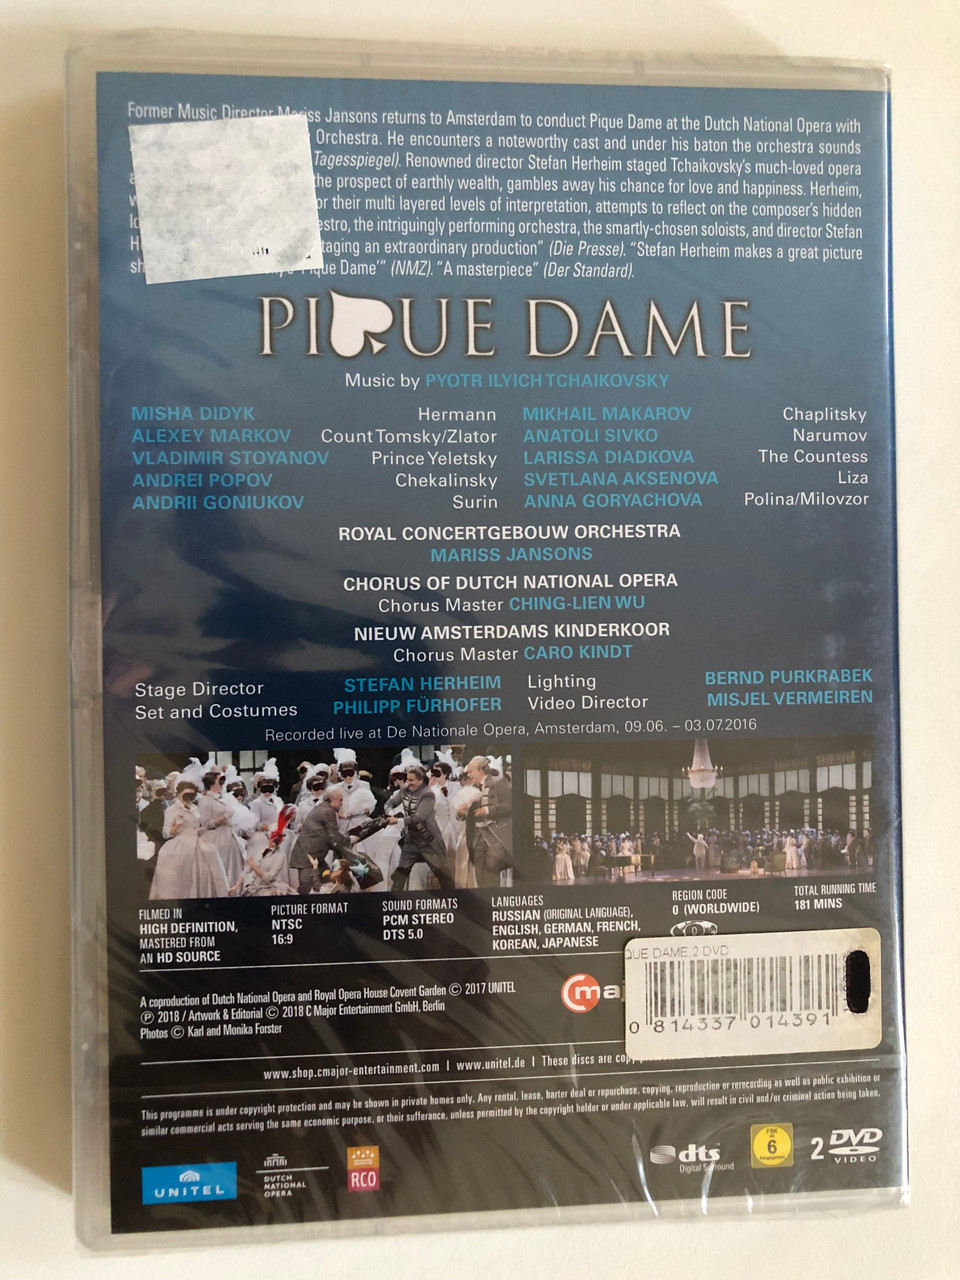 Former Music Director Mariss Jansons returns to Amsterdam to conduct Pique Dame at the Dutch National Opera with
Orchestra. He encounters a noteworthy cast and under his baton the orchestra sounds
Tagesspiegel). Renowned director Stefan Herheim staged Tchaikovsky's much-loved opera
the prospect of earthly wealth, gambles away his chance for love and happiness. Herheim,
or their multi layered levels of interpretation, attempts to reflect on the composer's hidden
the intriguingly performing orchestra, the smartly-chosen soloists, and director Stefan
an extraordinary production" (Die Presse). "Stefan Herheim makes a great picture
Pique Dame'" (NMZ). "A masterpiece" (Der Standard).
PIQUE DAME
Music by PYOTR ILYICH TCHAIKOVSKY
MISHA DIDYK Hermann MIKHAIL MAKAROV Chaplitsky
ALEXEY MARKOV Count Tomsky/Zlator ANATOLI SIVKO Narumov
VLADIMIR STOYANOV Prince Yeletsky LARISSA DIADKOVA The Countess
ANDREI POPOV Chekalinsky SVETLANA AKSENOVA Liza
ANDRII GONIUKOV Surin ANNA GORYACHOVA Polina/Milovzor
ROYAL CONCERTGEBOUW ORCHESTRA
MARISS JANSONS
CHORUS OF DUTCH NATIONAL OPERA
Chorus Master CHING-LIEN WU
NIEUW AMSTERDAMS KINDERKOOR
Chorus Master CARO KINDT
Stage Director STEFAN HERHEIM Lighting BERND PURKRABEK
Set and Costumes PHILIPP FÜRHOFER Video Director MISJEL VERMEIREN
Recorded live at De Nationale Opera, Amsterdam, 09.06. – 03.07.2016
FILMED IN
HIGH DEFINITION,
MASTERED FROM
AN HD SOURCE
PICTURE FORMAT
NTSC
16:9
SOUND FORMATS
PCM STEREO
DTS 5.0
LANGUAGES
RUSSIAN (ORIGINAL LANGUAGE),
ENGLISH, GERMAN, FRENCH,
KOREAN, JAPANESE
REGION CODE
0 (WORLDWIDE)
0
TOTAL RUNNING TIME
181 MINS
A coproduction of Dutch National Opera and Royal Opera House Covent Garden © 2017 UNITEL
℗ 2018 / Artwork & Editorial © 2018 C Major Entertainment GmbH, Berlin
Photos © Karl and Monika Forster
QUE DAME,2 DVD
0 814337 014391
www.shop.cmajor-entertainment.com | www.unitel.de | These discs are
This programme is under copyright protection and may be shown in private homes only. Any rental, lease, barter deal or repurchase, copying, reproduction or rerecording as well as public exhibition or
similar commercial acts serving the same economic purpose, or their sufferance, unless permitted by the copyright holder or under applicable law, will result in civil and/or criminal action being taken.
UNITEL
DUTCH
NATIONAL
OPERA
RCO
dts
Digital Surround
FSK
6
2 DVD
VIDEO